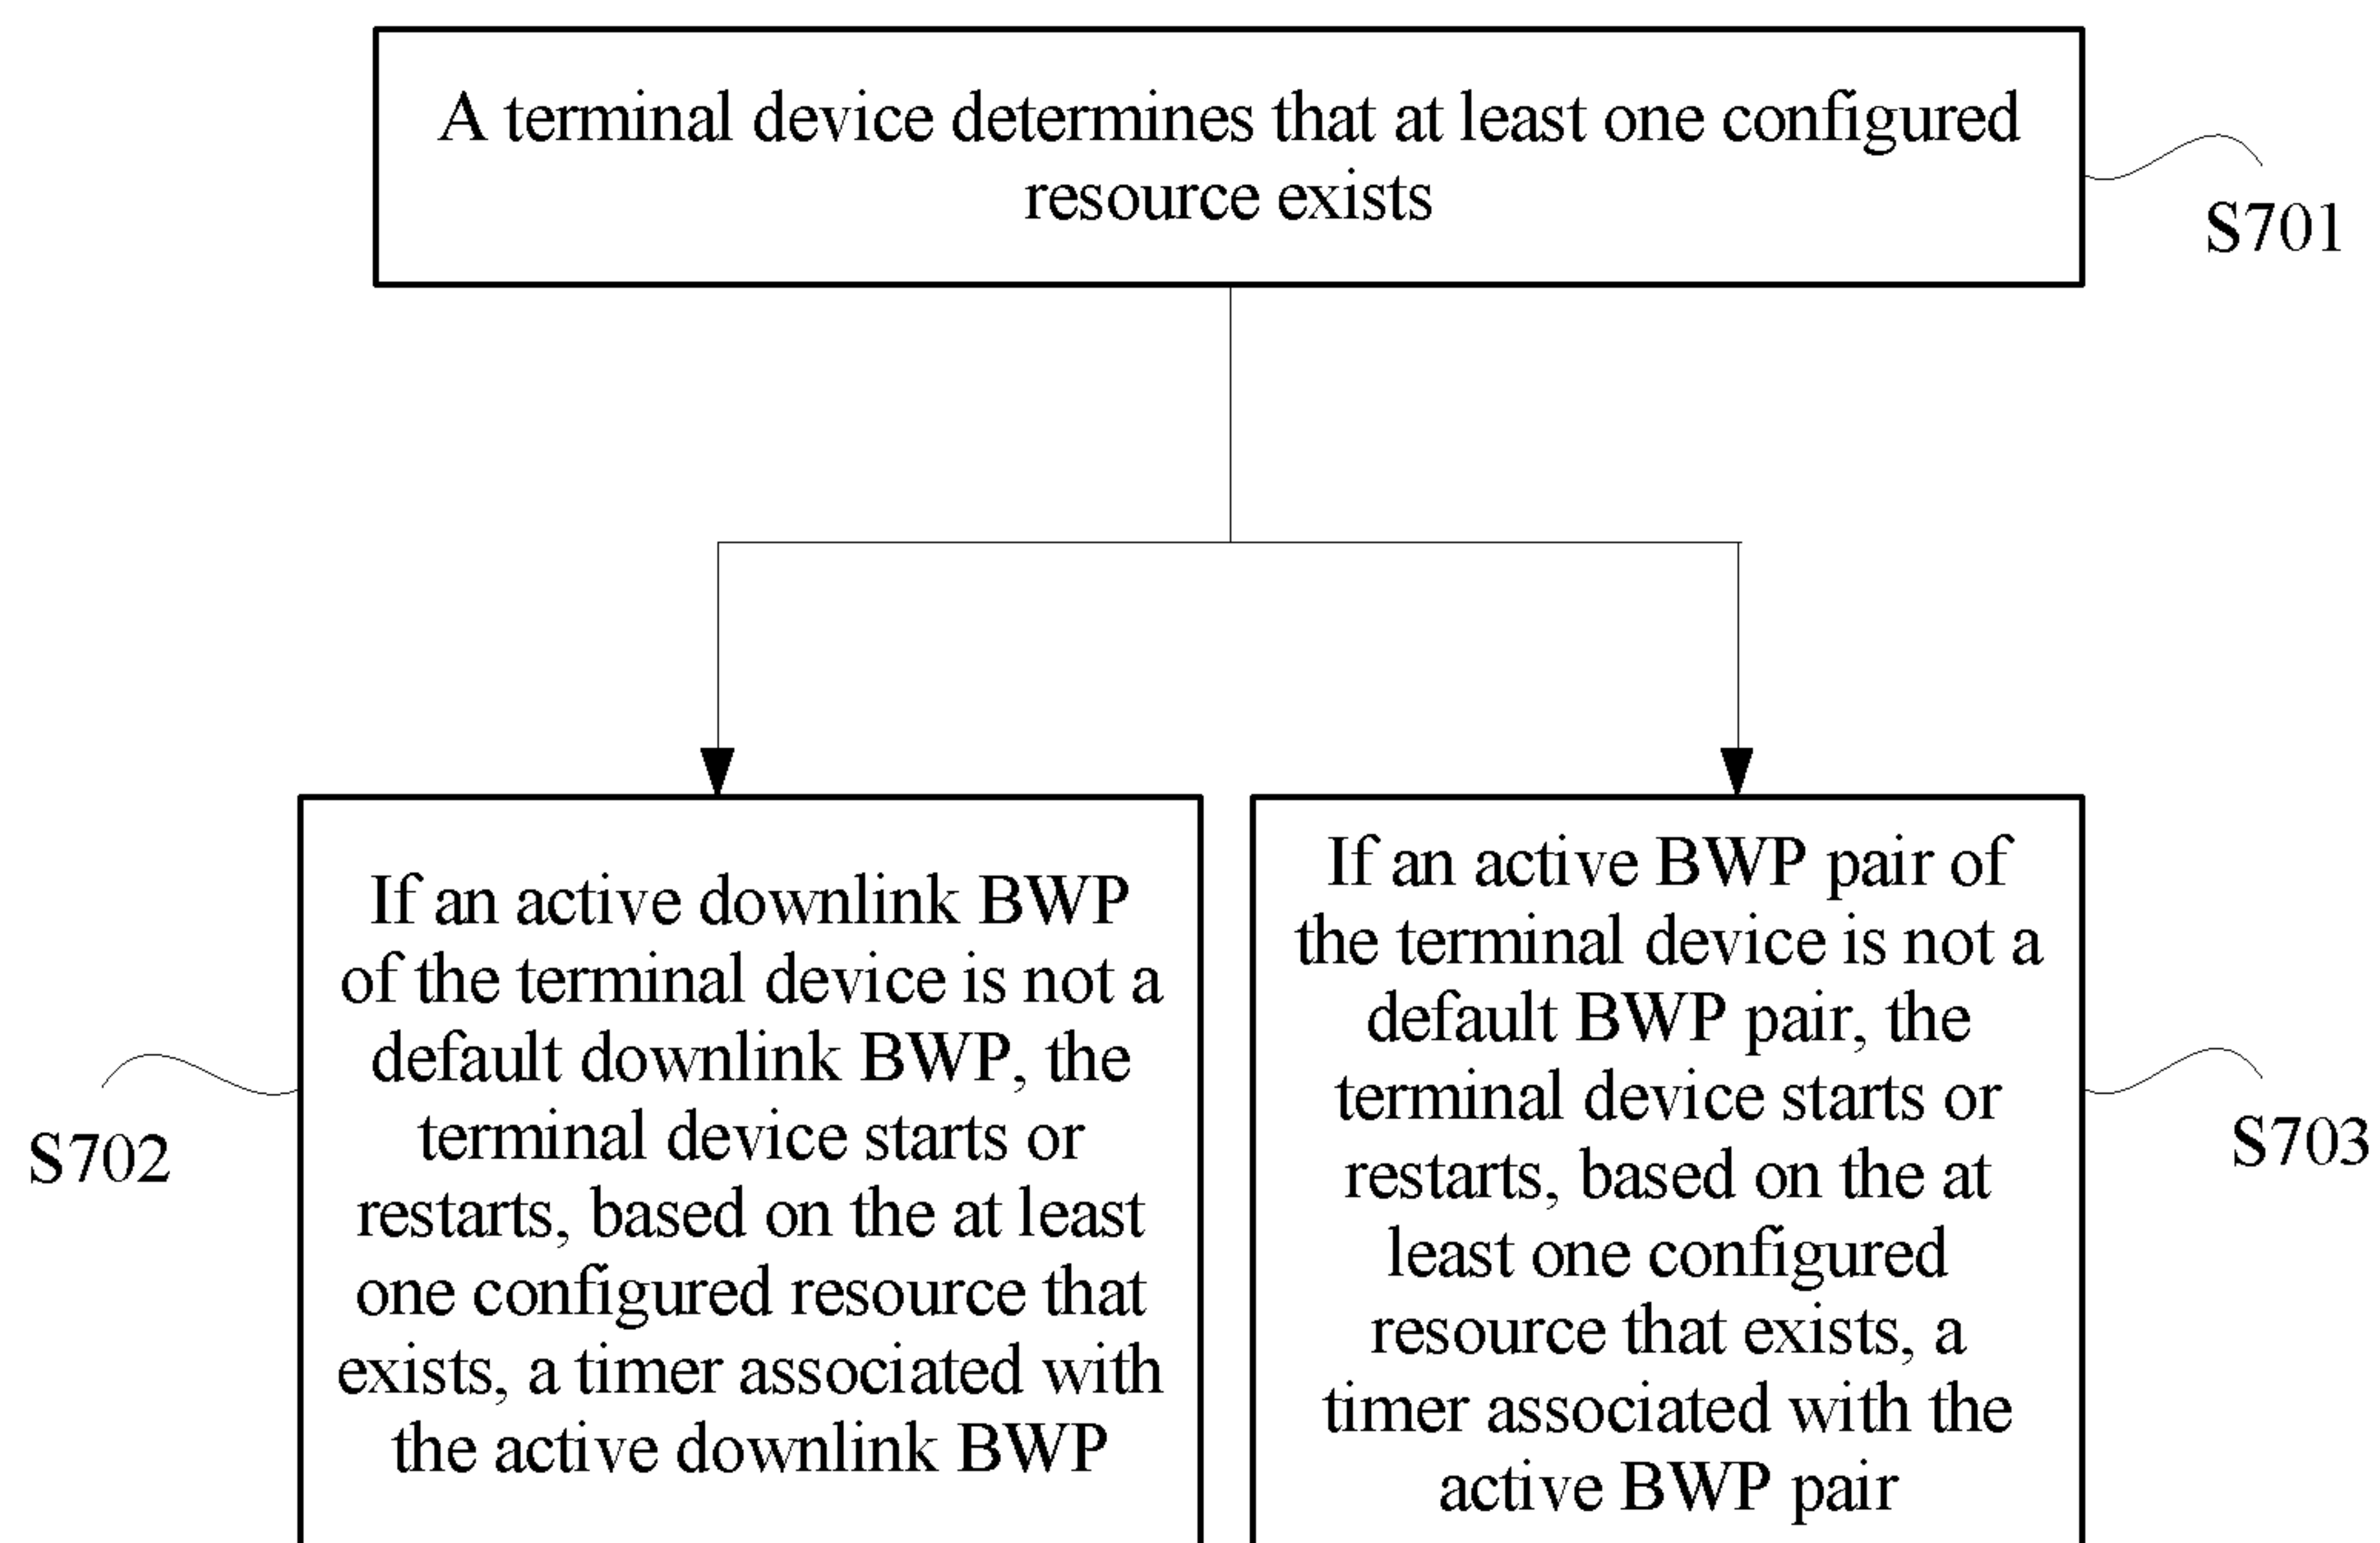 A terminal device determines that at least one configured
resource exists
S701
If an active downlink BWP
of the terminal device is not a
default downlink BWP, the
terminal device starts or
restarts, based on the at least
one configured resource that
exists, a timer associated with
the active downlink BWP
S702
If an active BWP pair of
the terminal device is not a
default BWP pair, the
terminal device starts or
restarts, based on the at
least one configured
resource that exists, a
timer associated with the
active BWP pair
S703